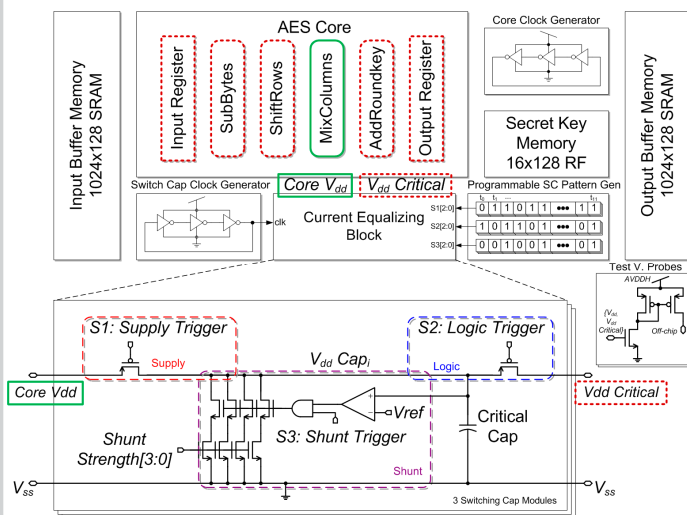 AES Core
Input Buffer Memory
1024x128 SRAM
Input Register
SubBytes
ShiftRows
MixColumns
AddRoundkey
Output Register
Core Clock Generator
Secret Key
Memory
16x128 RF
Output Buffer Memory
1024x128 SRAM
Switch Cap Clock Generator
Core Vdd
Vdd Critical
Programmable SC Pattern Gen
clk
Current Equalizing
Block
t0 t1 ... t11
S1[2:0] 0 1 1 0 1 1 ●●● 1 1
S2[2:0] 1 0 1 1 0 1 ●●● 0 1
S3[2:0] 0 0 1 0 0 1 ●●● 0 1
Test V. Probes
AVDDH
{Vdd,
Vdd
Critical}
Off-chip
S1: Supply Trigger
Supply
Vdd Capi
S2: Logic Trigger
Logic
Core Vdd
Vdd Critical
Vref
S3: Shunt Trigger
Critical
Cap
Shunt
Strength[3:0]
Shunt
Vss
Vss
3 Switching Cap Modules